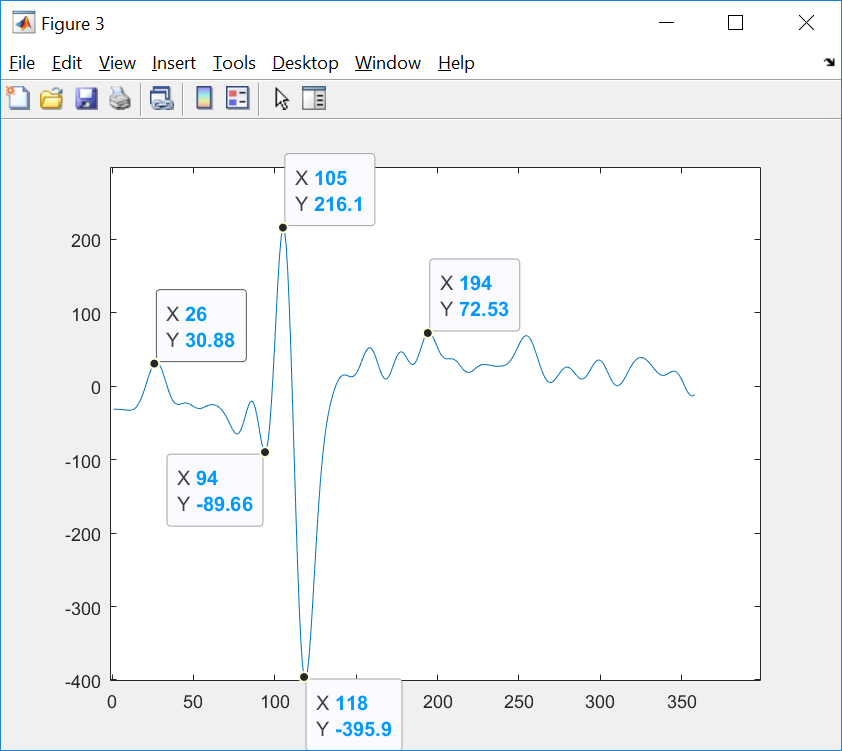 Figure 3
File Edit View Insert Tools Desktop Window Help
X 105
Y 216.1
X 194
Y 72.53
X 26
Y 30.88
X 94
Y -89.66
X 118
Y -395.9
200
100
0
-100
-200
-300
-400
0 50 100 200 250 300 350